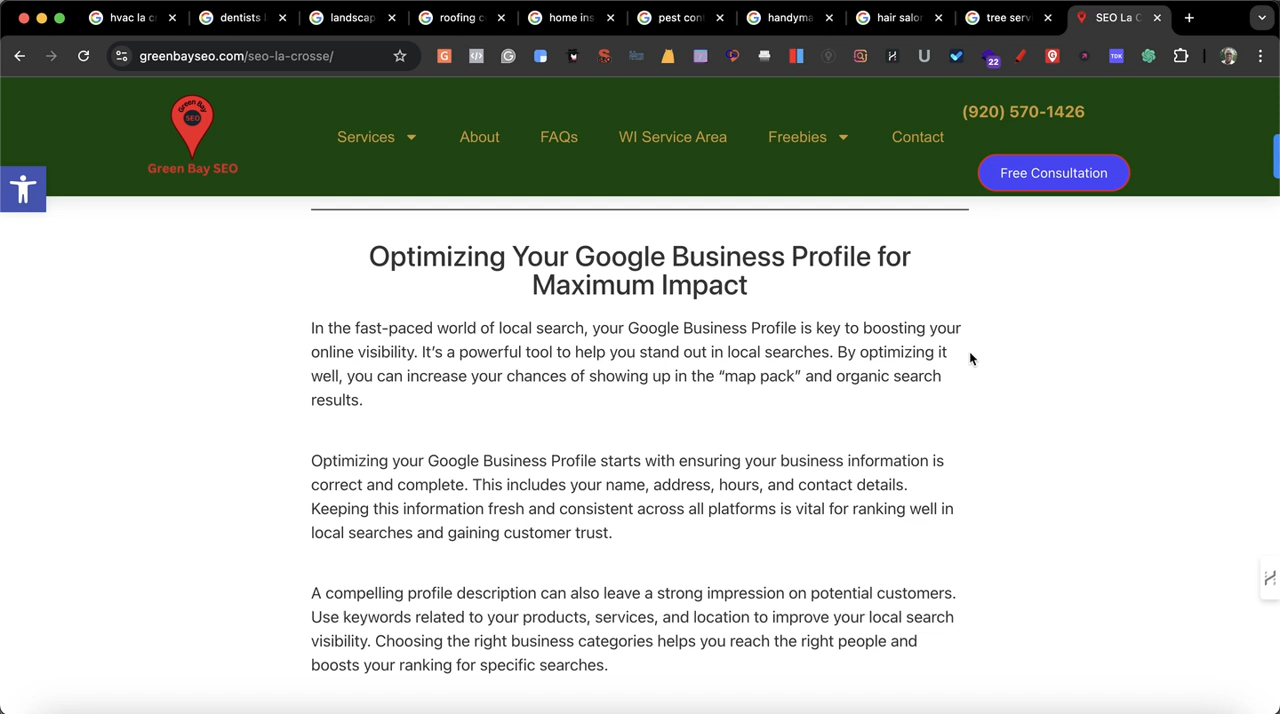 hvac la c
dentists l
landscap
roofing c
home ins
pest con
handyma
hair salo
tree servi
SEO La C
greenbayseo.com/seo-la-crosse/
22
TDK
Green Bay
SEO
Green Bay SEO
Services
About
FAQs
WI Service Area
Freebies
Contact
(920) 570-1426
Free Consultation
Optimizing Your Google Business Profile for
Maximum Impact
In the fast-paced world of local search, your Google Business Profile is key to boosting your
online visibility. It’s a powerful tool to help you stand out in local searches. By optimizing it
well, you can increase your chances of showing up in the “map pack” and organic search
results.
Optimizing your Google Business Profile starts with ensuring your business information is
correct and complete. This includes your name, address, hours, and contact details.
Keeping this information fresh and consistent across all platforms is vital for ranking well in
local searches and gaining customer trust.
A compelling profile description can also leave a strong impression on potential customers.
Use keywords related to your products, services, and location to improve your local search
visibility. Choosing the right business categories helps you reach the right people and
boosts your ranking for specific searches.